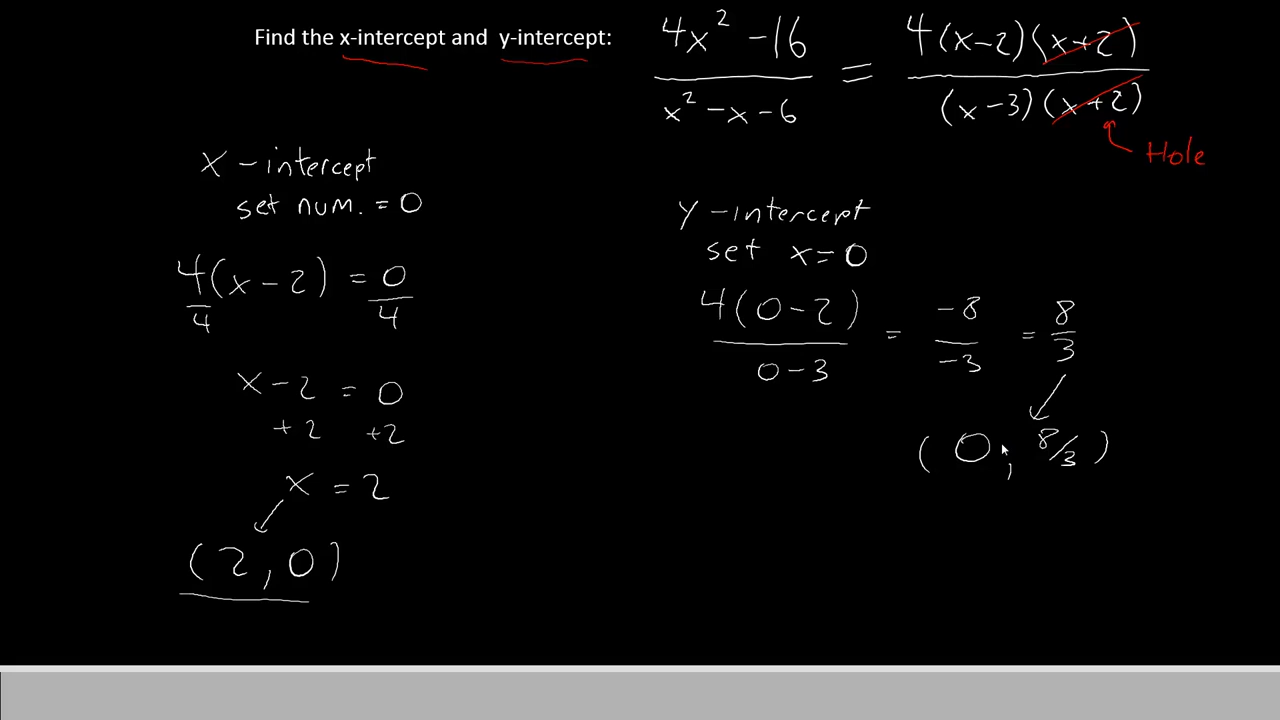 Find the x-intercept and y-intercept:
4x² - 16 / x² - x - 6 = 4(x-2)(x+2) / (x-3)(x+2)
Hole
X - intercept
set num. = 0
4(x-2) / 4 = 0 / 4
x - 2 = 0
+2 +2
x = 2
(2, 0)
Y - intercept
set x = 0
4(0-2) / 0-3 = -8 / -3 = 8 / 3
(0, 8/3)